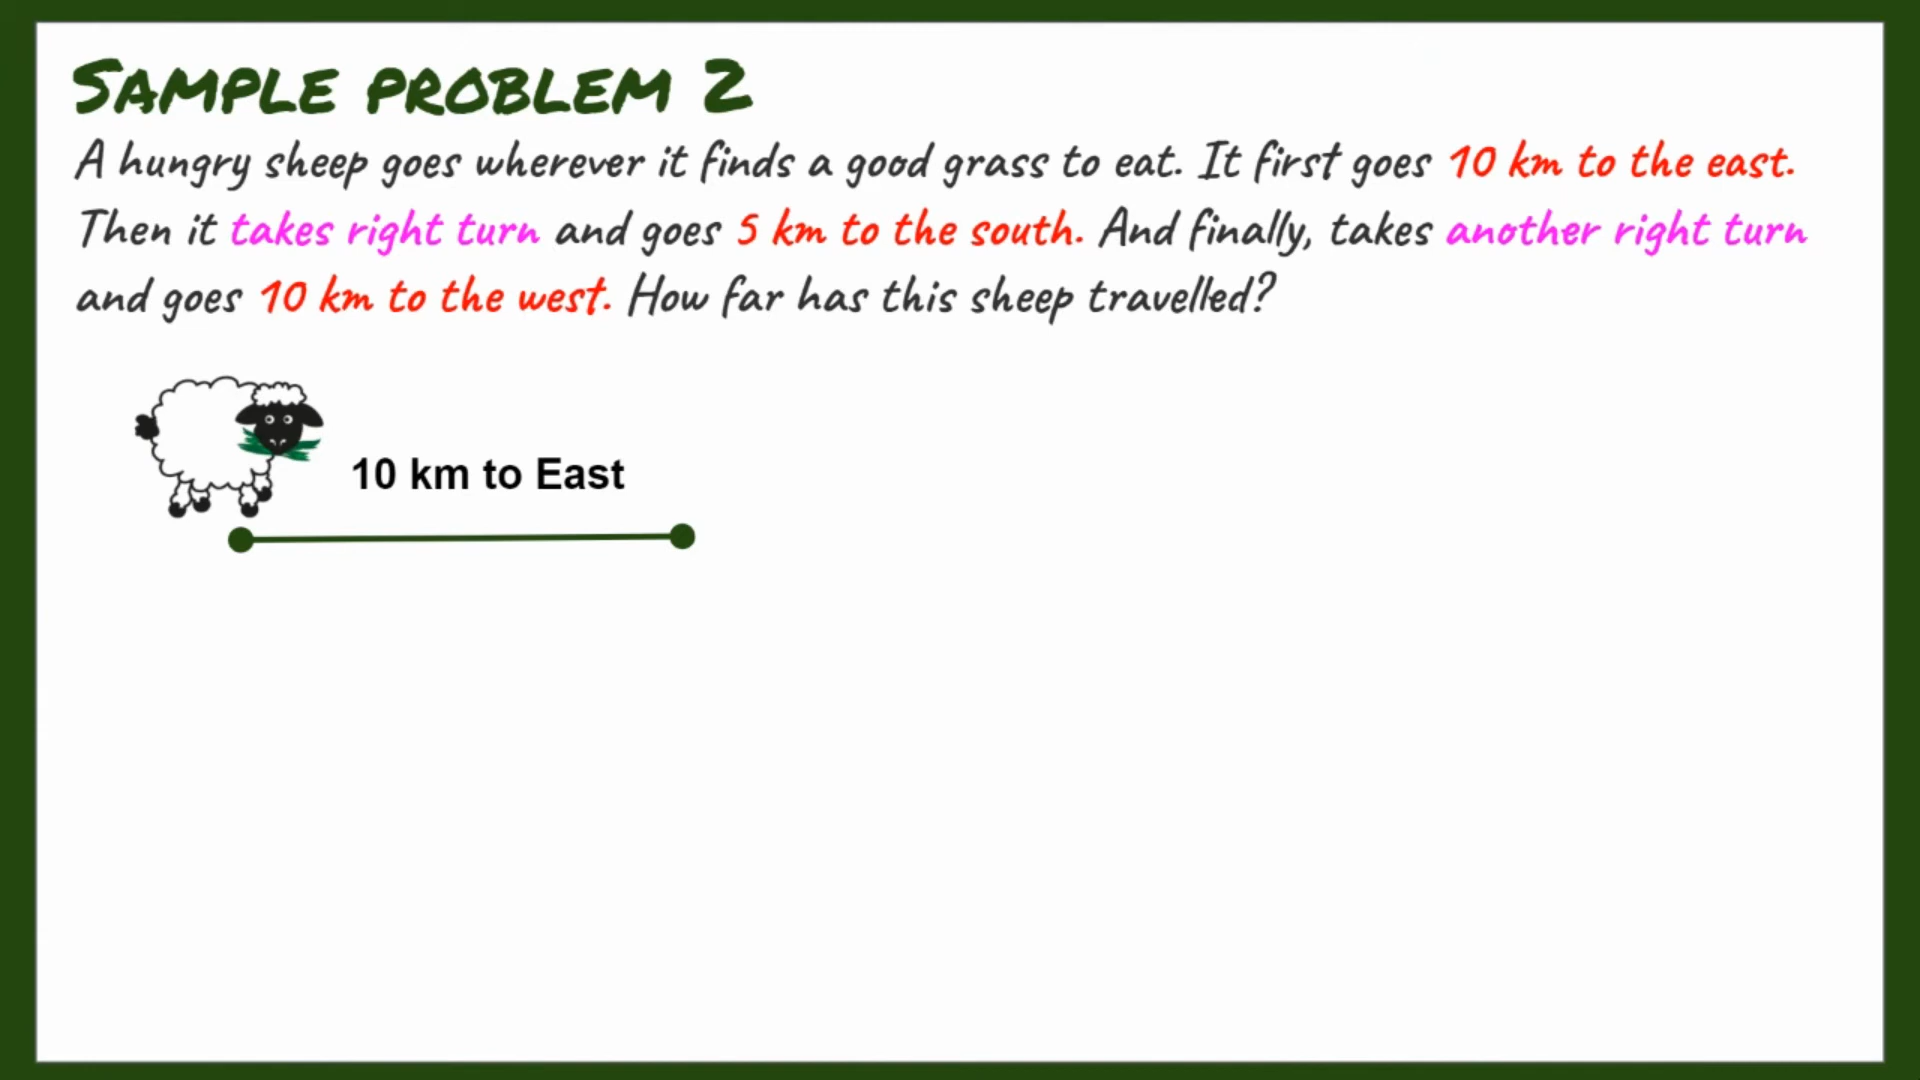 SAMPLE PROBLEM 2
A hungry sheep goes wherever it finds a good grass to eat. It first goes 10 km to the east.
Then it takes right turn and goes 5 km to the south. And finally, takes another right turn
and goes 10 km to the west. How far has this sheep travelled?
10 km to East